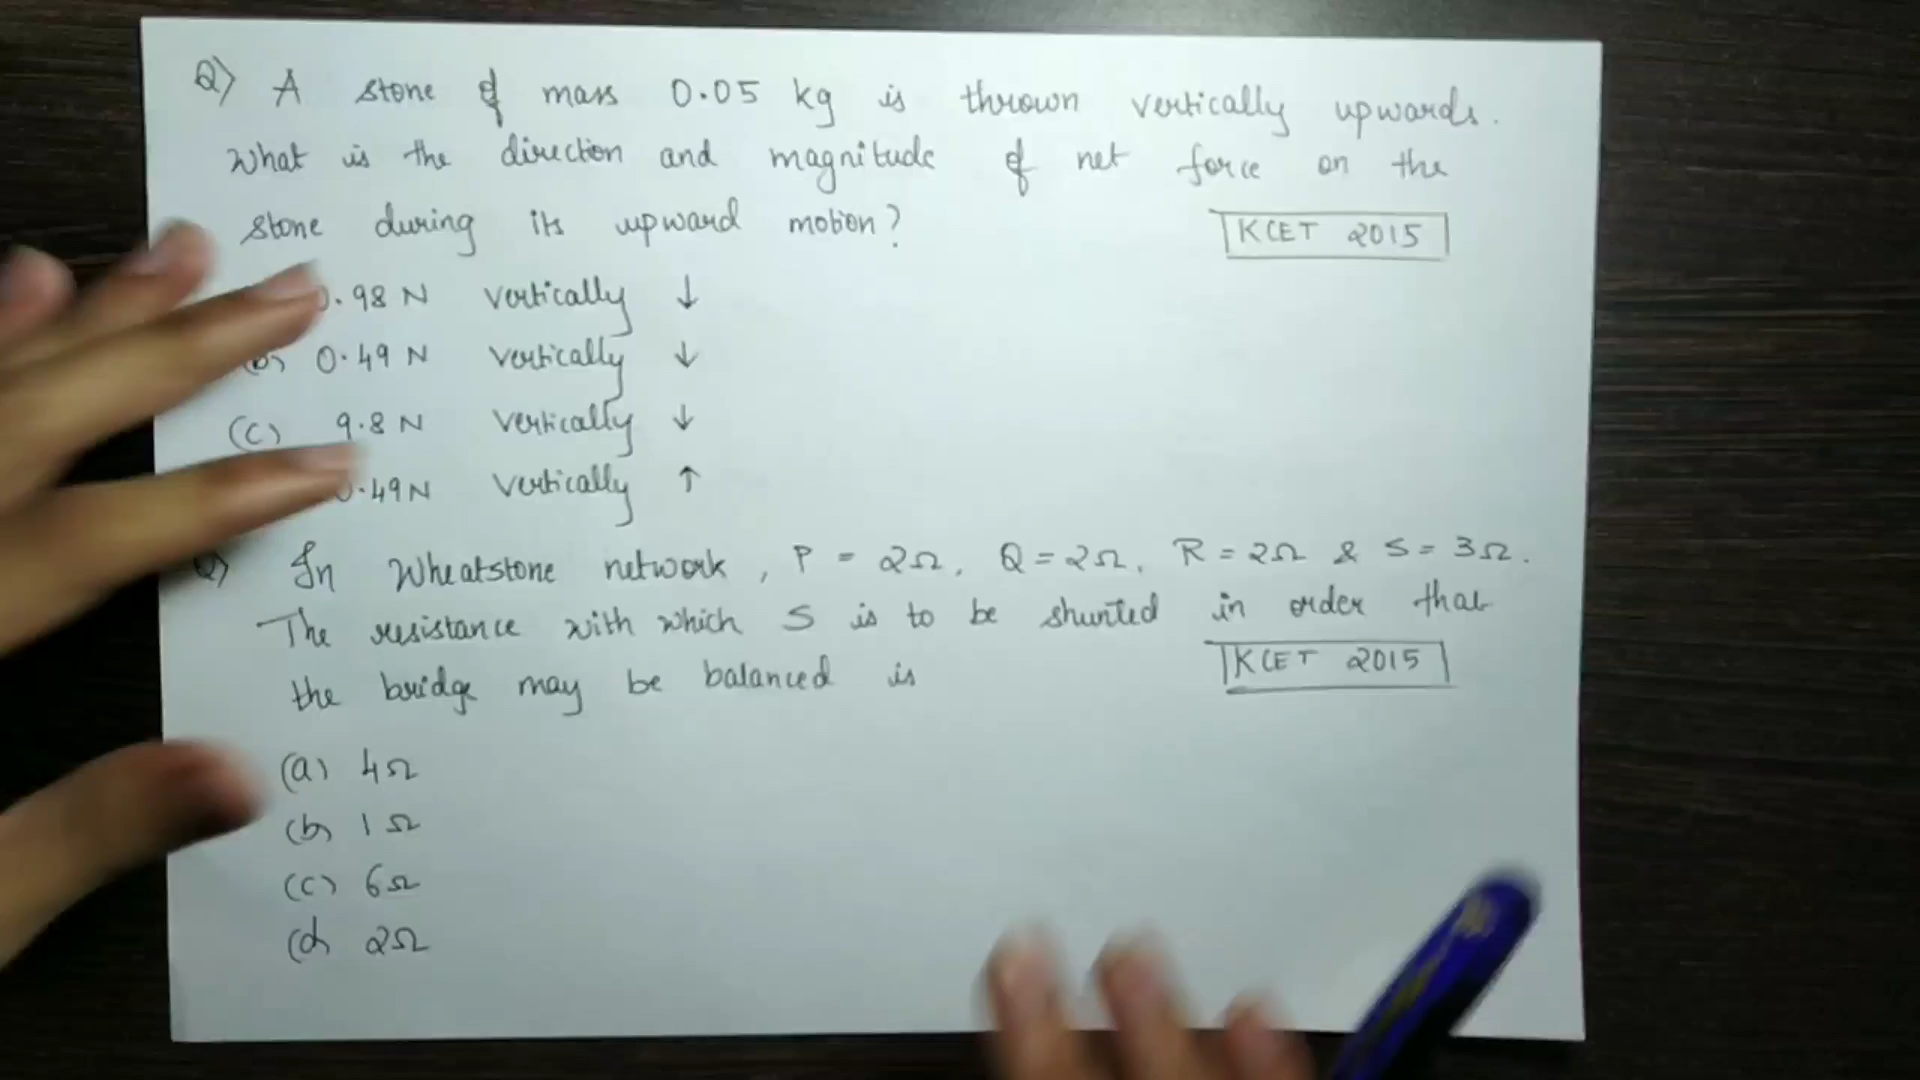 Q) A stone of mass 0.05 kg is thrown vertically upwards.
What is the direction and magnitude of net force on the
stone during its upward motion?
KCET 2015
.98 N vertically ↓
(b) 0.49 N vertically ↓
(c) 9.8 N vertically ↓
0.49N vertically ↑
Q) In Wheatstone network, P = 2Ω, Q = 2Ω, R = 2Ω & S = 3Ω.
The resistance with which S is to be shunted in order that
the bridge may be balanced is
KCET 2015
(a) 4Ω
(b) 1Ω
(c) 6Ω
(d) 2Ω